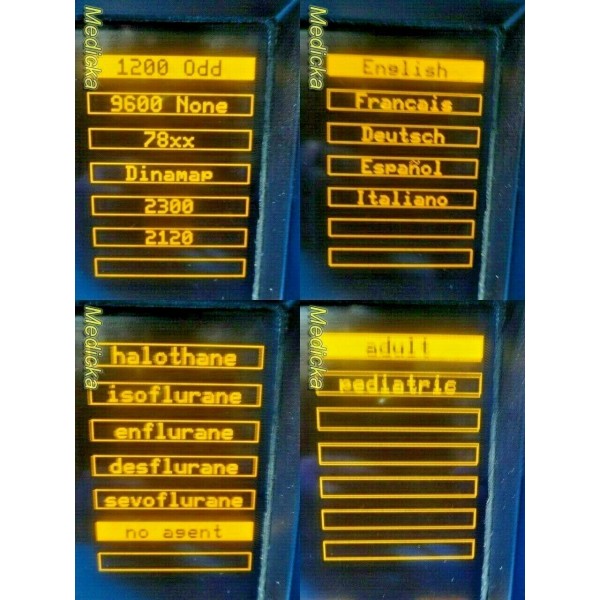 Medicka
1200 Odd
9600 None
78xx
Dinamap
2300
2120
Medicka
English
Francais
Deutsch
Español
Italiano
Medicka
halothane
isoflurane
enflurane
desflurane
sevoflurane
no agent
Medicka
adult
pediatric